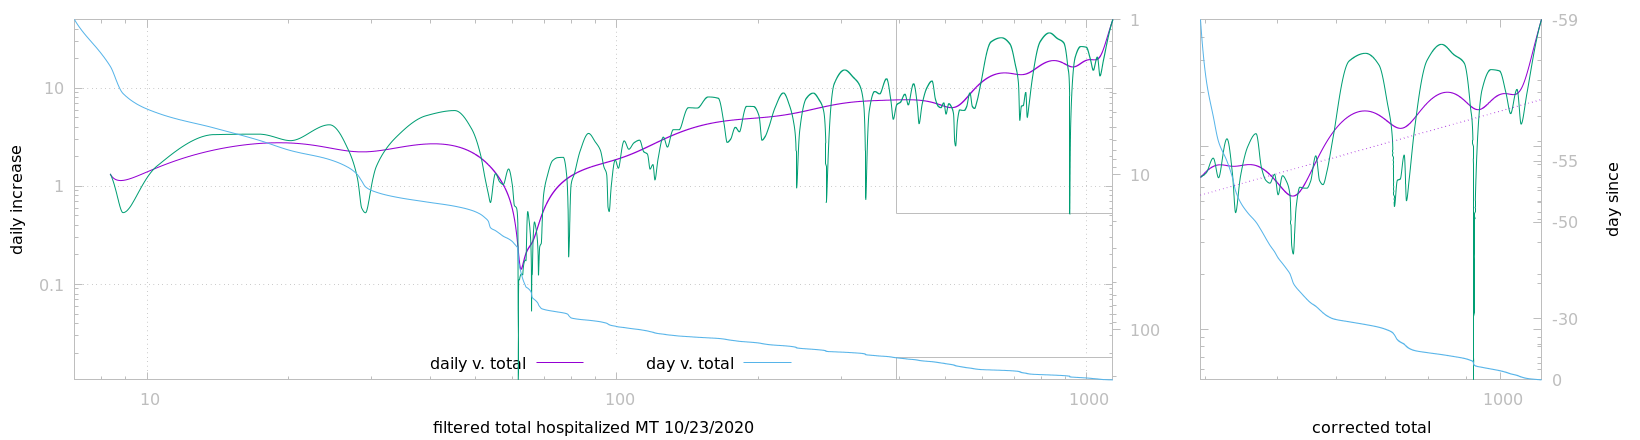 daily increase
10
1
0.1
daily v. total
day v. total
10
100
1000
filtered total hospitalized MT 10/23/2020
1
10
100
-59
-55
-50
-30
0
day since
1000
corrected total